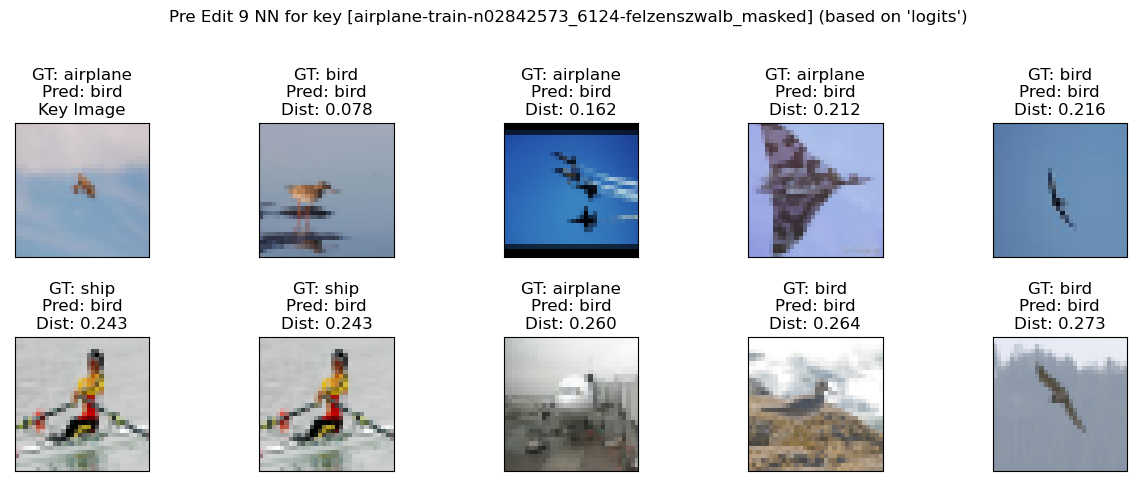 Pre Edit 9 NN for key [airplane-train-n02842573_6124-felzenszwalb_masked] (based on 'logits')
GT: airplane
Pred: bird
Key Image
GT: bird
Pred: bird
Dist: 0.078
GT: airplane
Pred: bird
Dist: 0.162
GT: airplane
Pred: bird
Dist: 0.212
GT: bird
Pred: bird
Dist: 0.216
GT: ship
Pred: bird
Dist: 0.243
GT: ship
Pred: bird
Dist: 0.243
GT: airplane
Pred: bird
Dist: 0.260
GT: bird
Pred: bird
Dist: 0.264
GT: bird
Pred: bird
Dist: 0.273